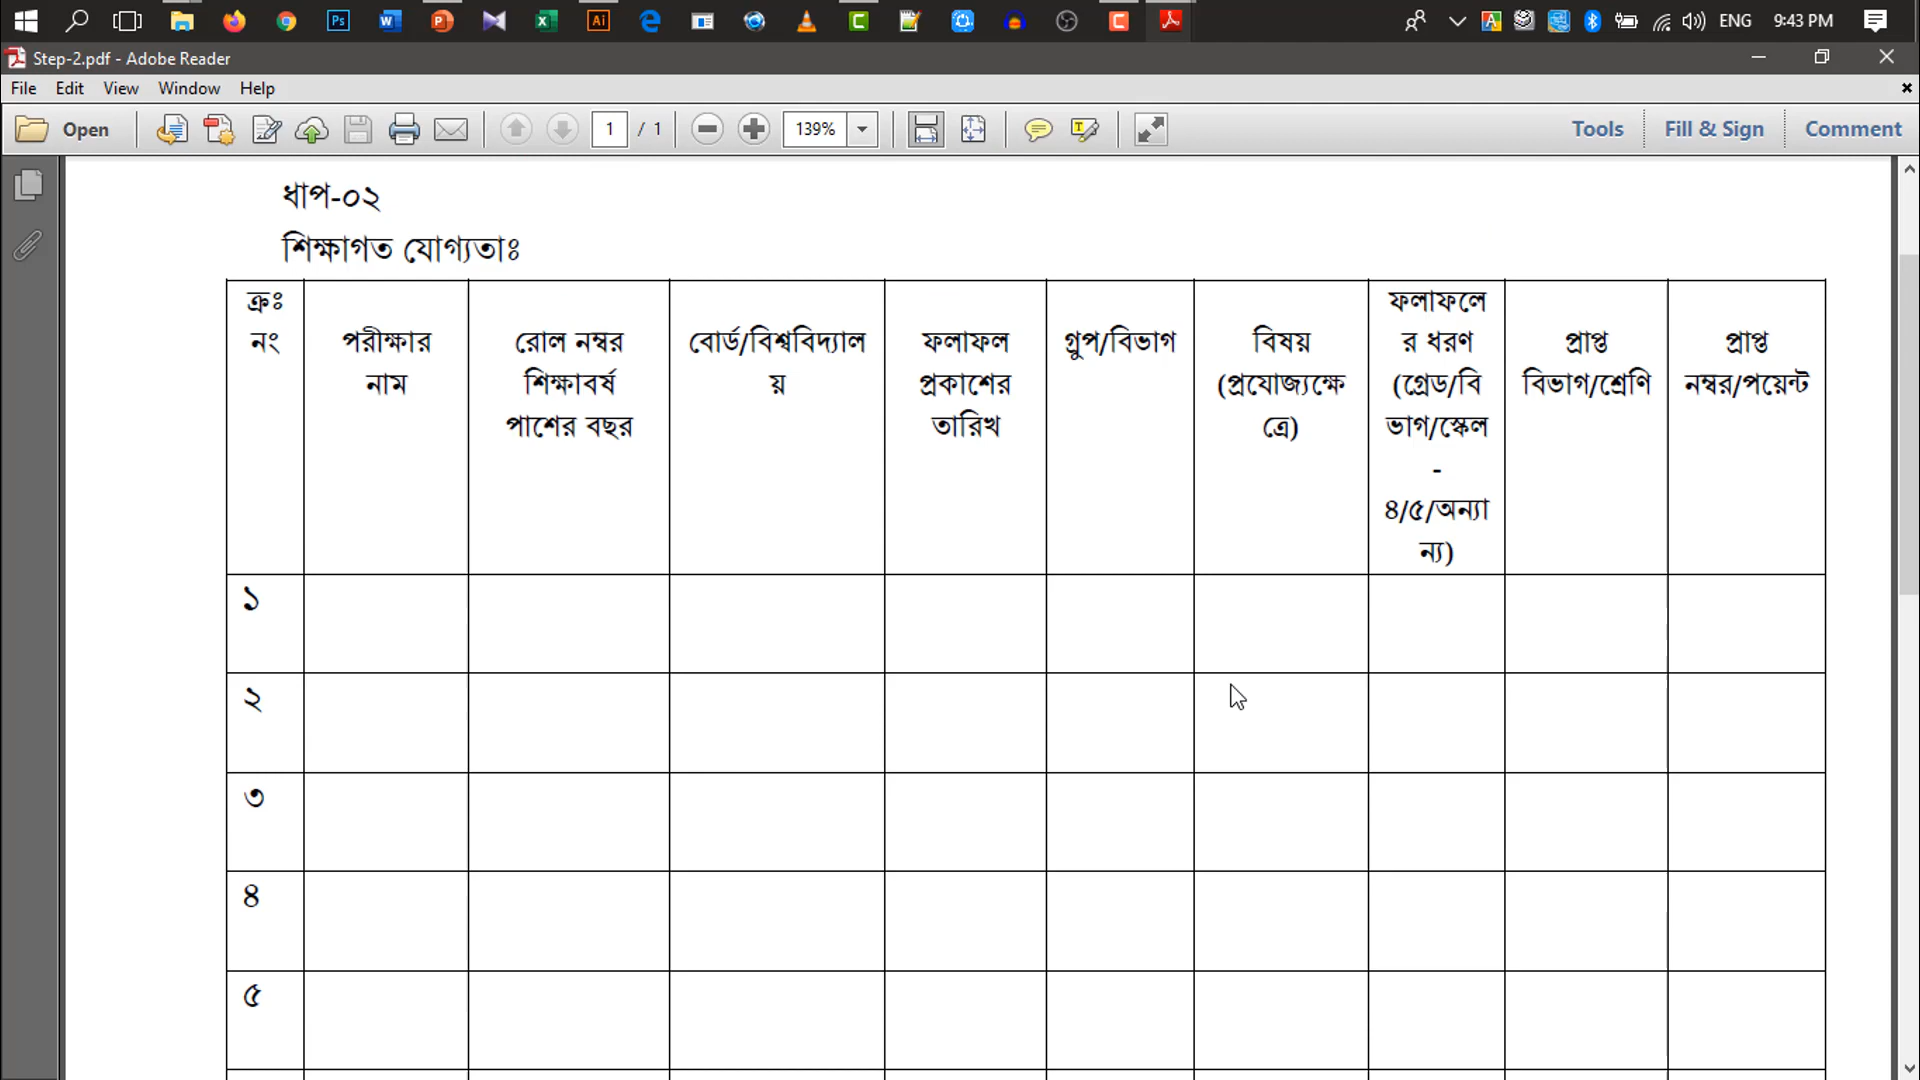 ENG
9:43 PM
Step-2.pdf - Adobe Reader
File Edit View Window Help
Open
1 / 1
139%
Tools
Fill & Sign
Comment
ধাপ-০২
শিক্ষাগত যোগ্যতাঃ
ক্রঃ
নং
পরীক্ষার
নাম
রোল নম্বর
শিক্ষাবর্ষ
পাশের বছর
বোর্ড/বিশ্ববিদ্যাল
য়
ফলাফল
প্রকাশের
তারিখ
গ্রুপ/বিভাগ
বিষয়
(প্রযোজ্যক্ষে
ত্রে)
ফলাফলে
র ধরণ
(গ্রেড/বি
ভাগ/স্কেল
-
৪/৫/অন্যা
ন্য)
প্রাপ্ত
বিভাগ/শ্রেণি
প্রাপ্ত
নম্বর/পয়েন্ট
১
২
৩
৪
৫